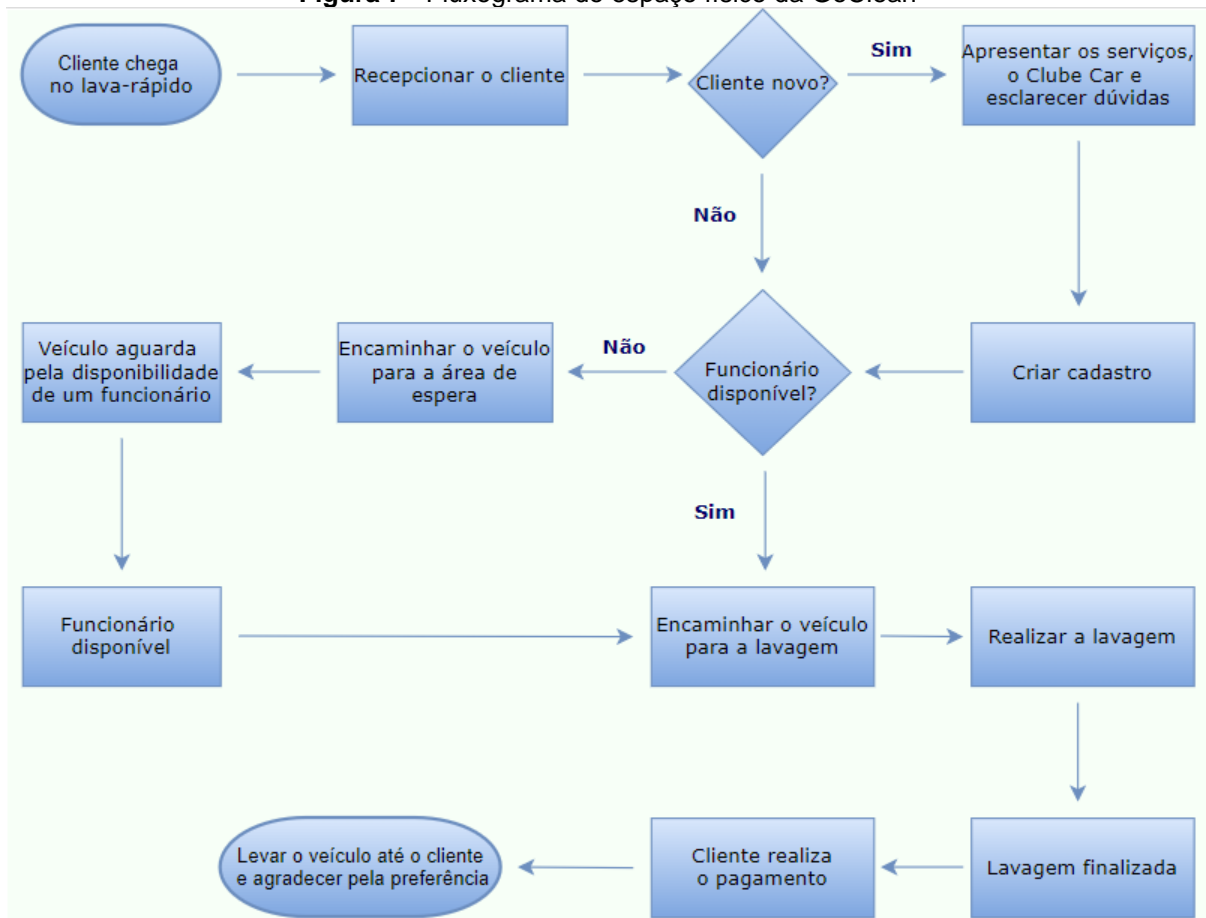 Cliente chega
no lava-rápido
Recepcionar o cliente
Cliente novo?
Sim
Apresentar os serviços,
o Clube Car e
esclarecer dúvidas
Não
Veículo aguarda
pela disponibilidade
de um funcionário
Encaminhar o veículo
para a área de
espera
Não
Funcionário
disponível?
Criar cadastro
Sim
Funcionário
disponível
Encaminhar o veículo
para a lavagem
Realizar a lavagem
Levar o veículo até o cliente
e agradecer pela preferência
Cliente realiza
o pagamento
Lavagem finalizada